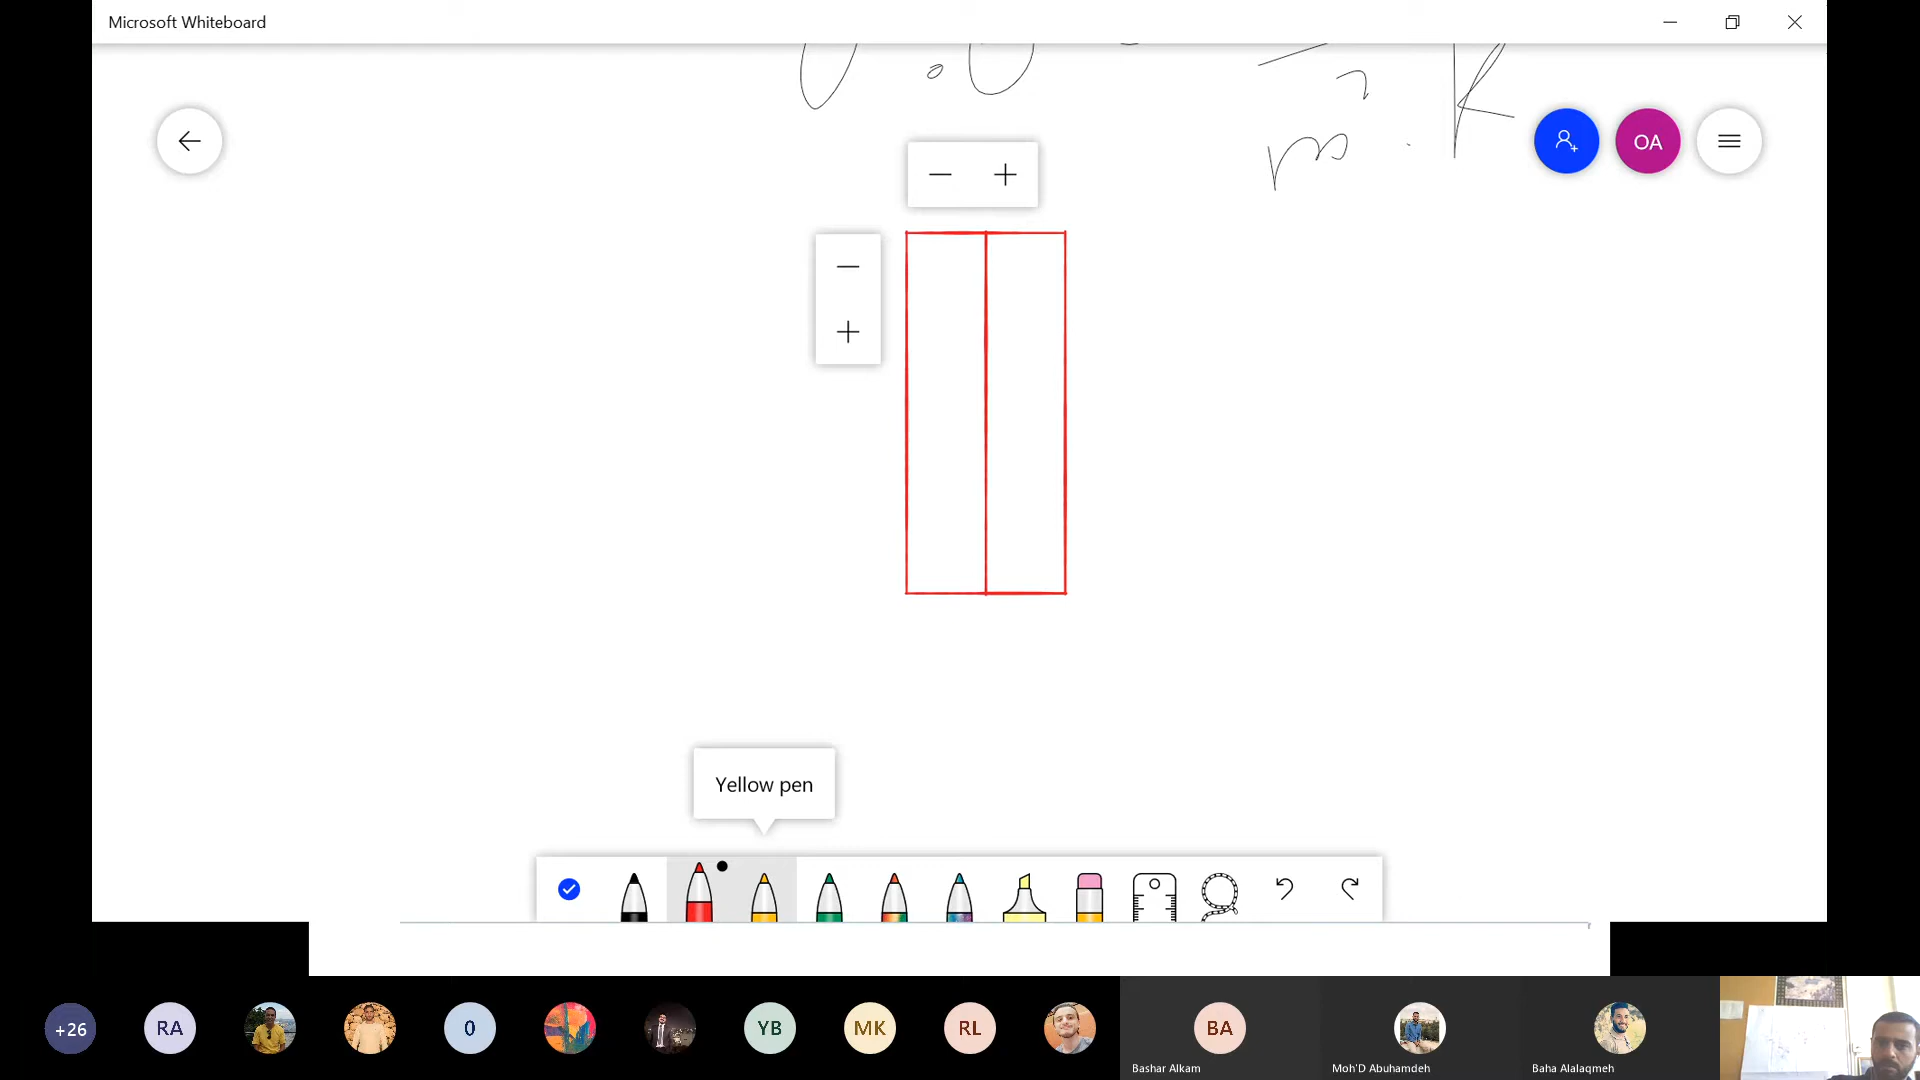 Microsoft Whiteboard
m . k
OA
Yellow pen
+26
RA
0
YB
MK
RL
BA
Bashar Alkam
Moh'D Abuhamdeh
Baha Alalaqmeh